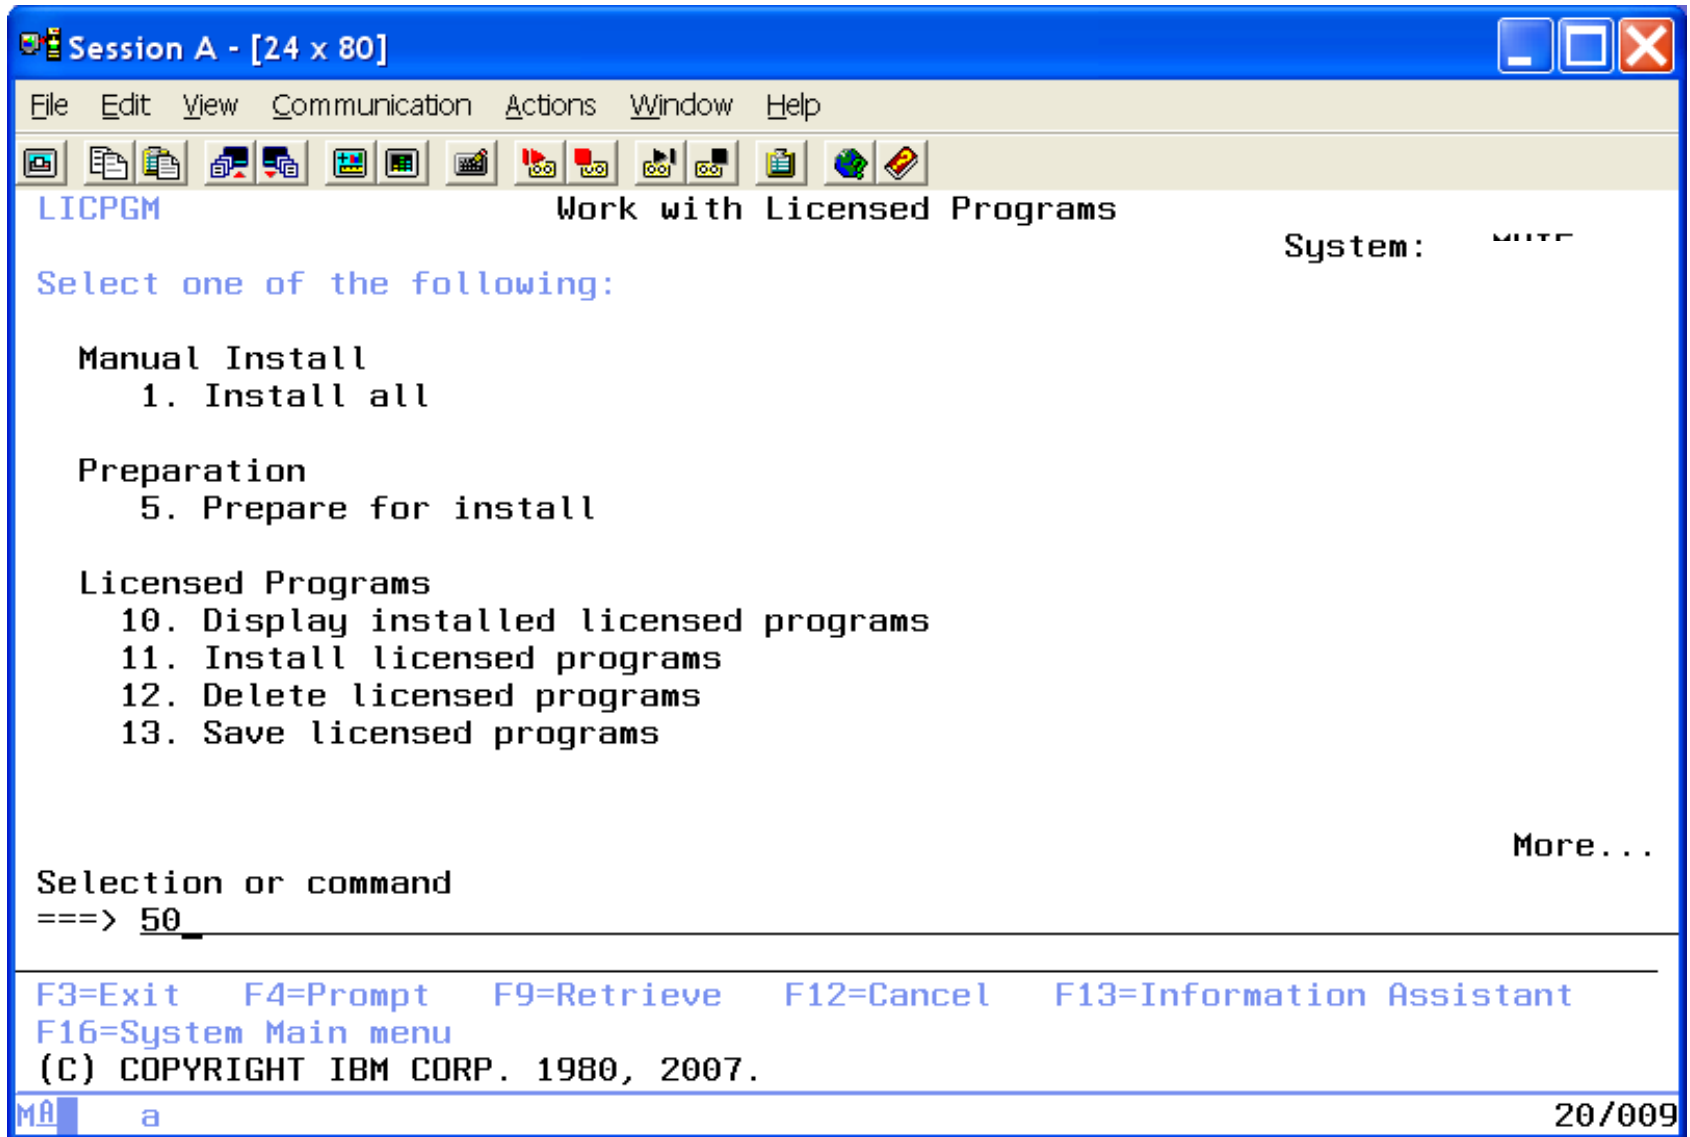 Session A - [24 x 80]
File Edit View Communication Actions Window Help
LICPGM Work with Licensed Programs
System:
Select one of the following:
Manual Install
1. Install all
Preparation
5. Prepare for install
Licensed Programs
10. Display installed licensed programs
11. Install licensed programs
12. Delete licensed programs
13. Save licensed programs
More...
Selection or command
===> 50_
F3=Exit F4=Prompt F9=Retrieve F12=Cancel F13=Information Assistant
F16=System Main menu
(C) COPYRIGHT IBM CORP. 1980, 2007.
MA a 20/009